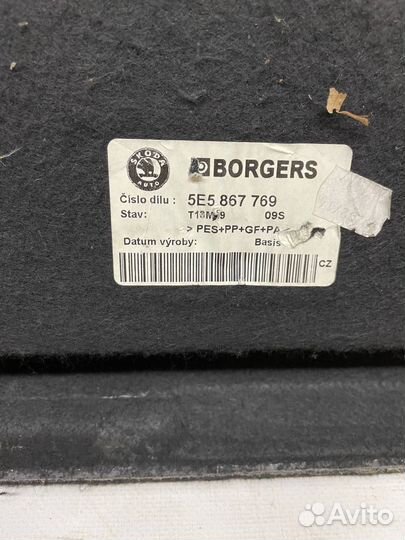 ŠKODA
AUTO
BORGERS
Číslo dílu : 5E5 867 769
Stav: 09S
> PES+PP+GF+PA
Datum výroby: Basis
CZ
Avito